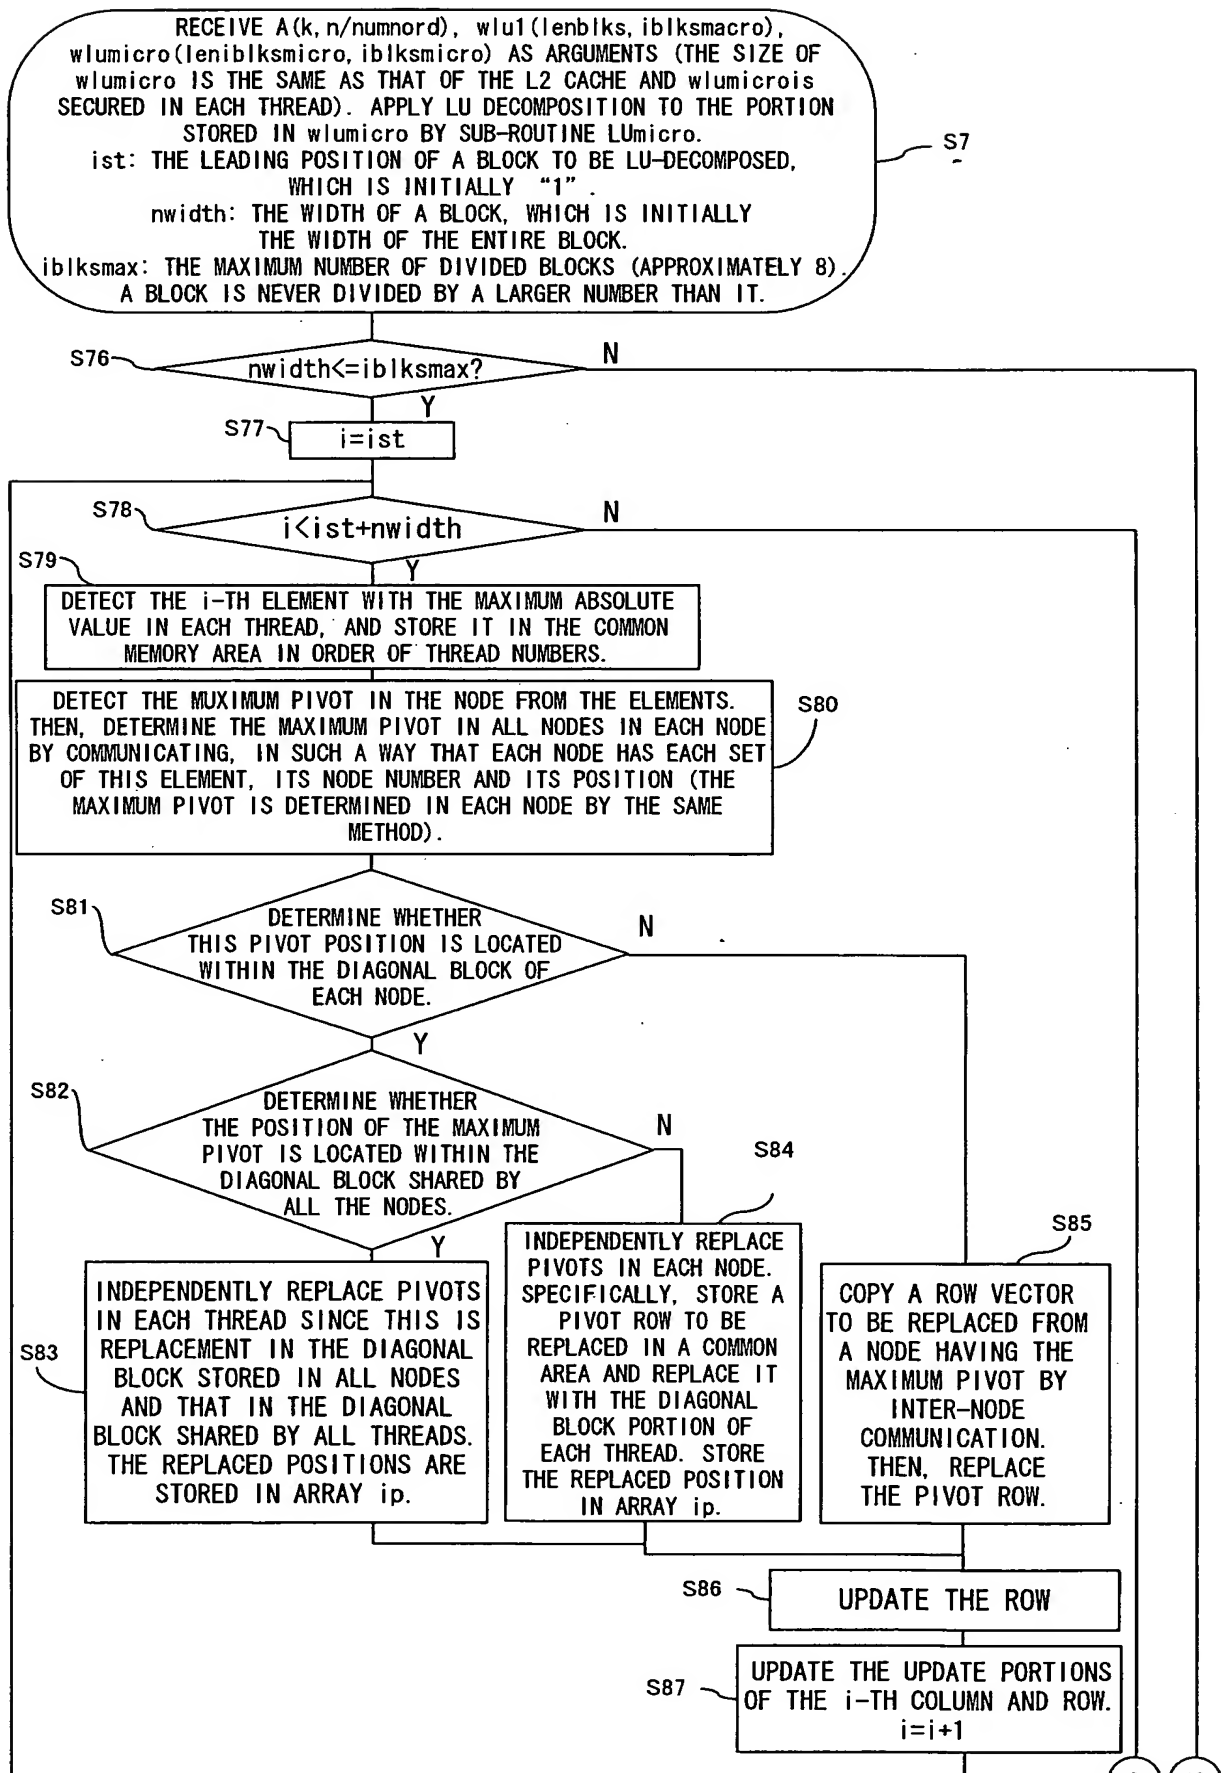 RECEIVE A(k, n/numnord), wlu1(lenblks, iblksmacro),
wlumicro(leniblksmicro, iblksmicro) AS ARGUMENTS (THE SIZE OF
wlumicro IS THE SAME AS THAT OF THE L2 CACHE AND wlumicrois
SECURED IN EACH THREAD). APPLY LU DECOMPOSITION TO THE PORTION
STORED IN wlumicro BY SUB-ROUTINE LUmicro.
ist: THE LEADING POSITION OF A BLOCK TO BE LU-DECOMPOSED,
WHICH IS INITIALLY "1".
nwidth: THE WIDTH OF A BLOCK, WHICH IS INITIALLY
THE WIDTH OF THE ENTIRE BLOCK.
iblksmax: THE MAXIMUM NUMBER OF DIVIDED BLOCKS (APPROXIMATELY 8).
A BLOCK IS NEVER DIVIDED BY A LARGER NUMBER THAN IT.
S7
S76
nwidth<=iblksmax?
N
Y
S77
i=ist
S78
i<ist+nwidth
N
Y
S79
DETECT THE i-TH ELEMENT WITH THE MAXIMUM ABSOLUTE
VALUE IN EACH THREAD, AND STORE IT IN THE COMMON
MEMORY AREA IN ORDER OF THREAD NUMBERS.
DETECT THE MUXIMUM PIVOT IN THE NODE FROM THE ELEMENTS.
THEN, DETERMINE THE MAXIMUM PIVOT IN ALL NODES IN EACH NODE
BY COMMUNICATING, IN SUCH A WAY THAT EACH NODE HAS EACH SET
OF THIS ELEMENT, ITS NODE NUMBER AND ITS POSITION (THE
MAXIMUM PIVOT IS DETERMINED IN EACH NODE BY THE SAME
METHOD).
S80
S81
DETERMINE WHETHER
THIS PIVOT POSITION IS LOCATED
WITHIN THE DIAGONAL BLOCK OF
EACH NODE.
N
Y
S82
DETERMINE WHETHER
THE POSITION OF THE MAXIMUM
PIVOT IS LOCATED WITHIN THE
DIAGONAL BLOCK SHARED BY
ALL THE NODES.
N
Y
S83
INDEPENDENTLY REPLACE PIVOTS
IN EACH THREAD SINCE THIS IS
REPLACEMENT IN THE DIAGONAL
BLOCK STORED IN ALL NODES
AND THAT IN THE DIAGONAL
BLOCK SHARED BY ALL THREADS.
THE REPLACED POSITIONS ARE
STORED IN ARRAY ip.
S84
INDEPENDENTLY REPLACE
PIVOTS IN EACH NODE.
SPECIFICALLY, STORE A
PIVOT ROW TO BE
REPLACED IN A COMMON
AREA AND REPLACE IT
WITH THE DIAGONAL
BLOCK PORTION OF
EACH THREAD. STORE
THE REPLACED POSITION
IN ARRAY ip.
S85
COPY A ROW VECTOR
TO BE REPLACED FROM
A NODE HAVING THE
MAXIMUM PIVOT BY
INTER-NODE
COMMUNICATION.
THEN, REPLACE
THE PIVOT ROW.
S86
UPDATE THE ROW
S87
UPDATE THE UPDATE PORTIONS
OF THE i-TH COLUMN AND ROW.
i=i+1